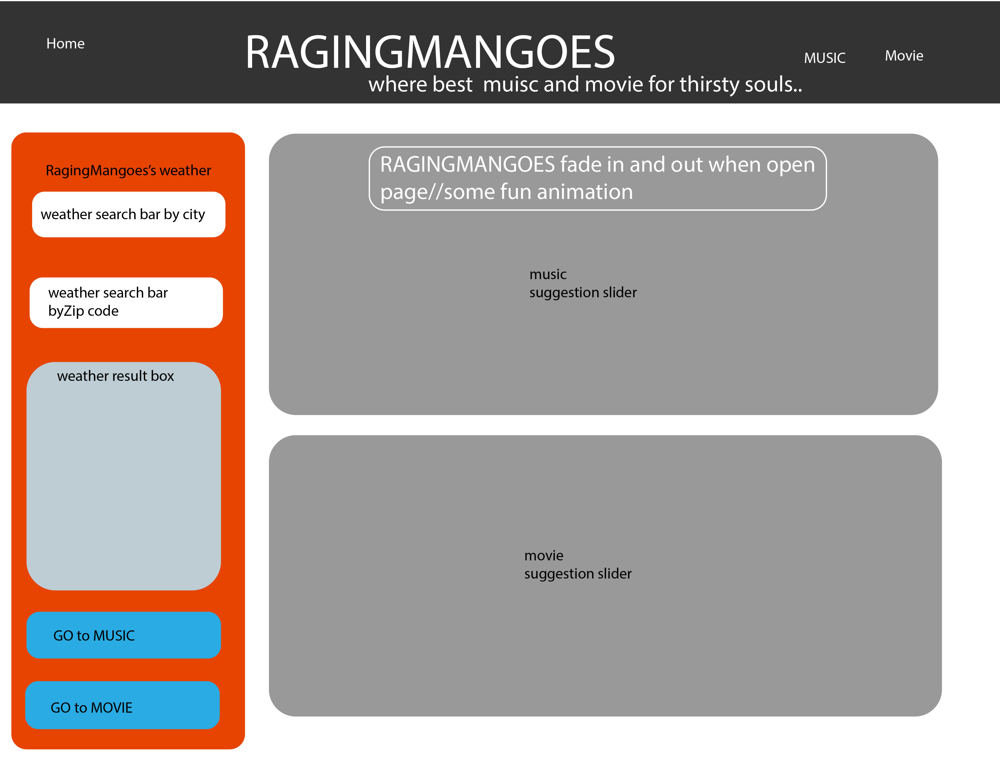 Home
RAGINGMANGOES
MUSIC
Movie
where best  muisc and movie for thirsty souls..
RagingMangoes’s weather
weather search bar by city
weather search bar
byZip code
weather result box
GO to MUSIC
GO to MOVIE
RAGINGMANGOES fade in and out when open
page//some fun animation
music
suggestion slider
movie
suggestion slider